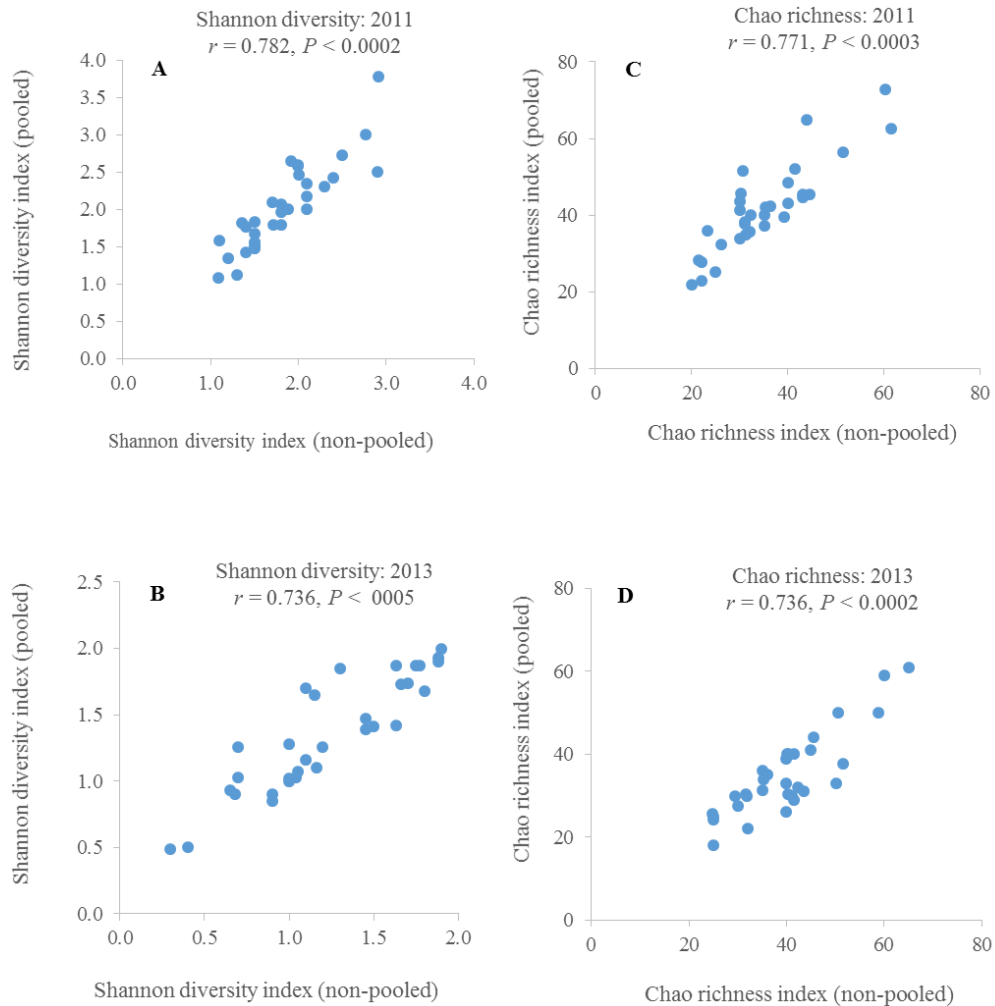 Shannon diversity: 2011
r = 0.782, P < 0.0002
A
Shannon diversity index (pooled)
4.0
3.5
3.0
2.5
2.0
1.5
1.0
0.5
0.0
0.0 1.0 2.0 3.0 4.0
Shannon diversity index (non-pooled)
Chao richness: 2011
r = 0.771, P < 0.0003
C
Chao richness index (pooled)
80
60
40
20
0
0 20 40 60 80
Chao richness index (non-pooled)
Shannon diversity: 2013
r = 0.736, P < 0005
B
Shannon diversity index (pooled)
2.5
2.0
1.5
1.0
0.5
0.0
0.0 0.5 1.0 1.5 2.0
Shannon diversity index (non-pooled)
Chao richness: 2013
r = 0.736, P < 0.0002
D
Chao richness index (pooled)
80
60
40
20
0
0 20 40 60 80
Chao richness index (non-pooled)